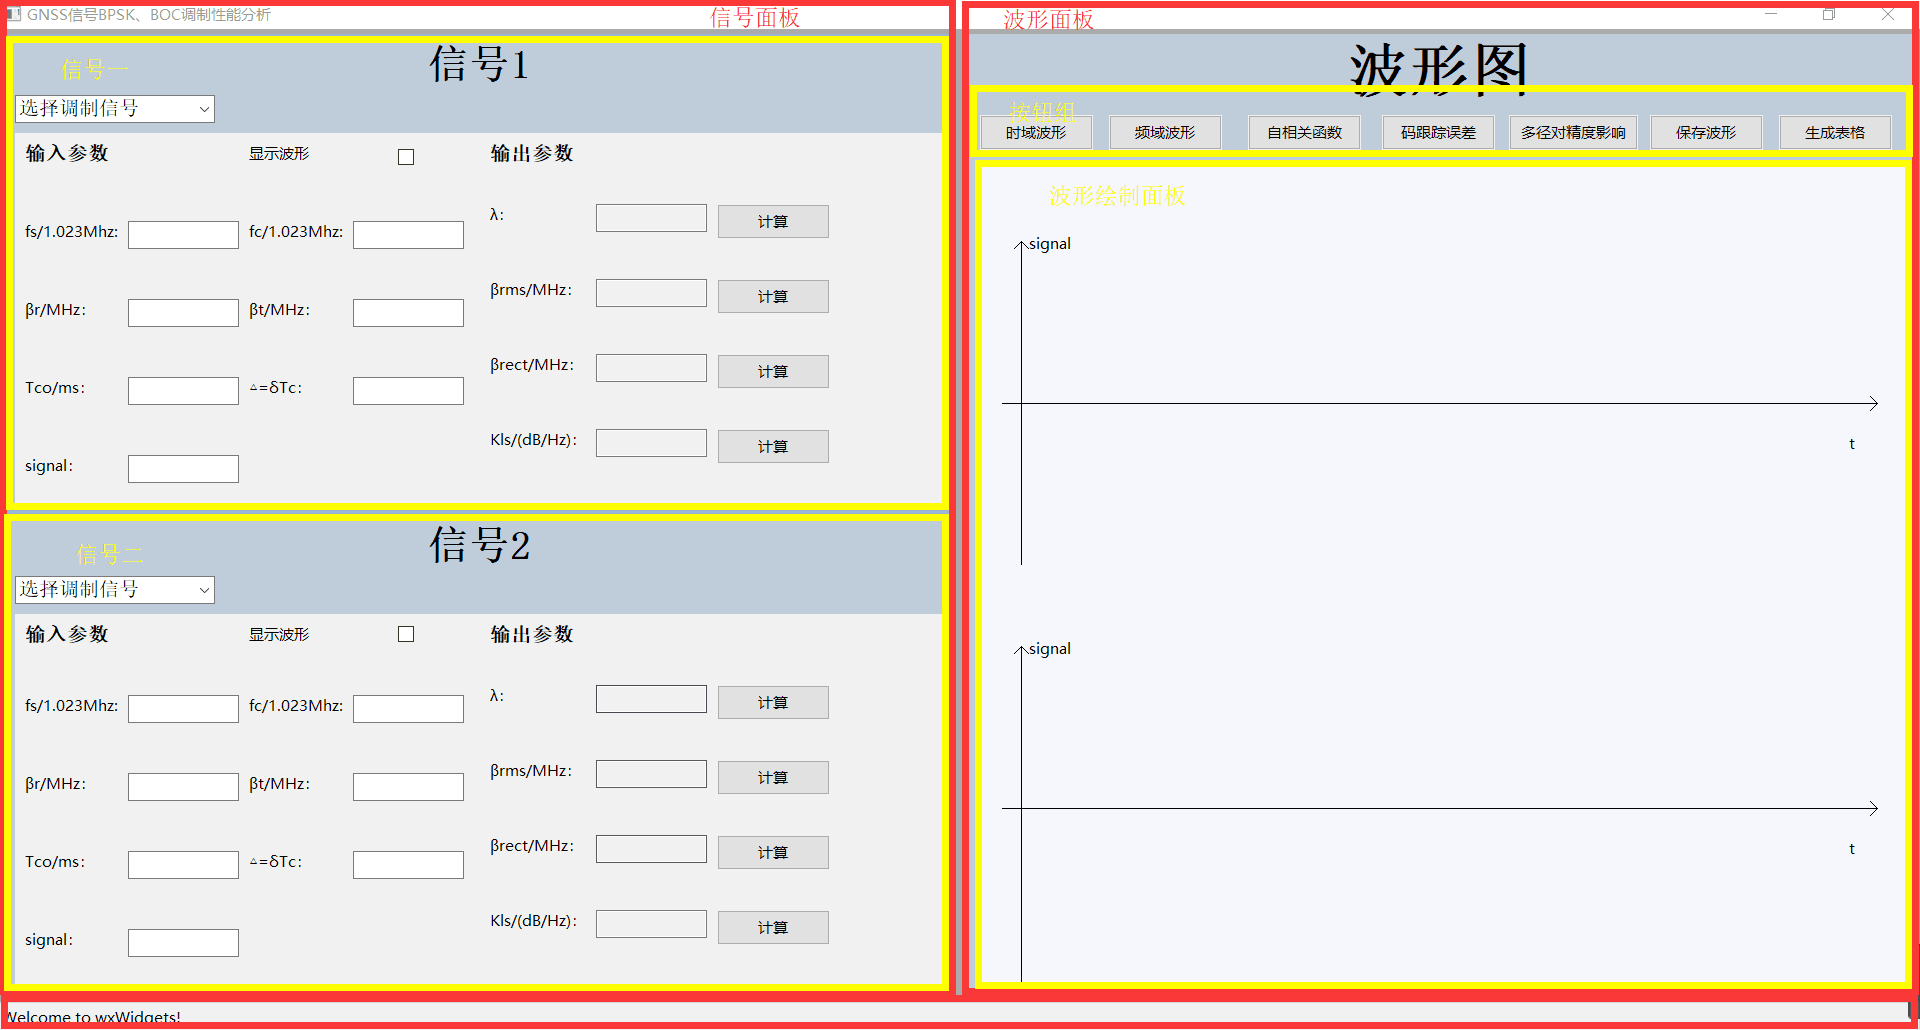 GNSS信号BPSK、BOC调制性能分析
信号面板
信号一
信号1
选择调制信号
输入参数 显示波形 输出参数
fs/1.023Mhz: fc/1.023Mhz: λ: 计算
βr/MHz: βt/MHz: βrms/MHz: 计算
Tco/ms: △=δTc: βrect/MHz: 计算
signal: Kls/(dB/Hz): 计算
信号二
信号2
选择调制信号
输入参数 显示波形 输出参数
fs/1.023Mhz: fc/1.023Mhz: λ: 计算
βr/MHz: βt/MHz: βrms/MHz: 计算
Tco/ms: △=δTc: βrect/MHz: 计算
signal: Kls/(dB/Hz): 计算
波形面板
波形图
按钮组
时域波形 频域波形 自相关函数 码跟踪误差 多径对精度影响 保存波形 生成表格
波形绘制面板
signal
t
signal
t
Welcome to wxWidgets!